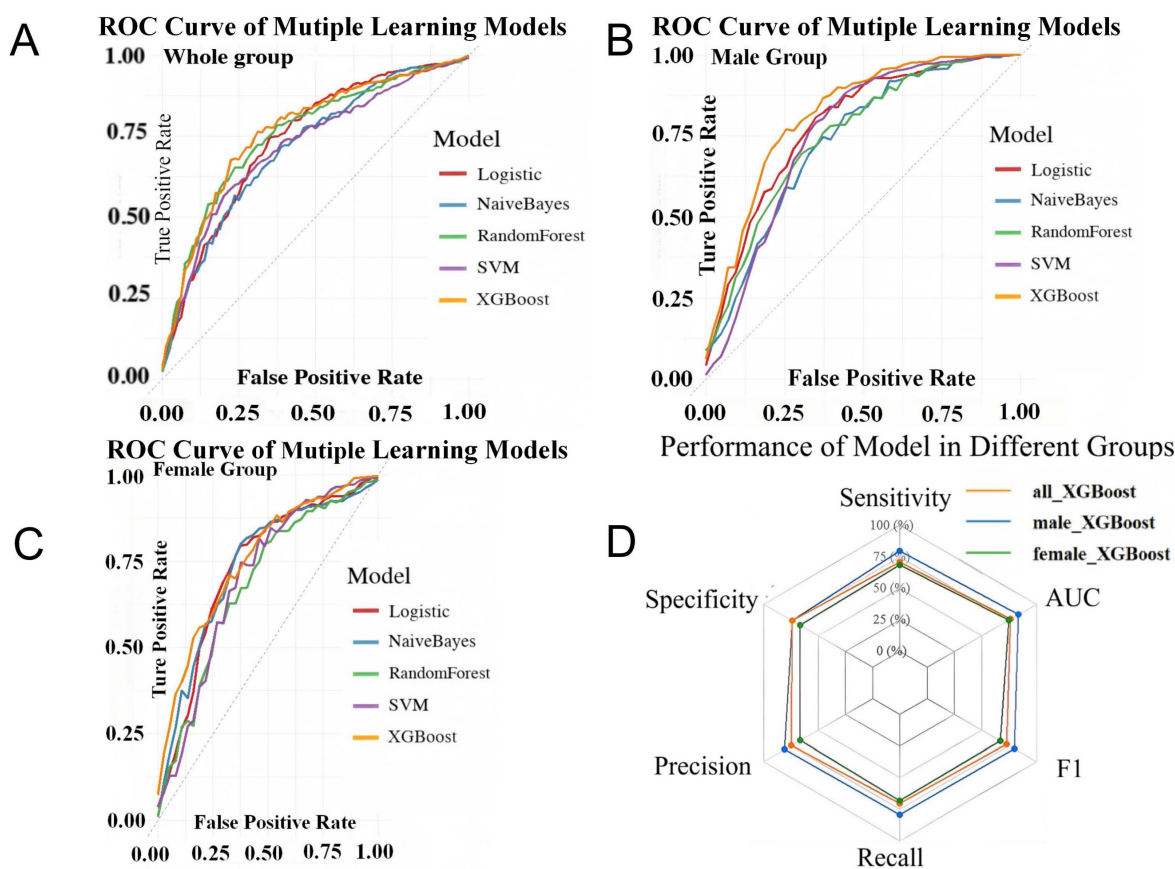 A
ROC Curve of Mutiple Learning Models
Whole group
1.00
0.75
0.50
0.25
0.00
True Positive Rate
Model
Logistic
NaiveBayes
RandomForest
SVM
XGBoost
False Positive Rate
0.00 0.25 0.50 0.75 1.00
B
ROC Curve of Mutiple Learning Models
Male Group
1.00
0.75
0.50
0.25
0.00
Ture Positive Rate
Model
Logistic
NaiveBayes
RandomForest
SVM
XGBoost
False Positive Rate
0.00 0.25 0.50 0.75 1.00
C
ROC Curve of Mutiple Learning Models
Female Group
1.00
0.75
0.50
0.25
0.00
Ture Positive Rate
Model
Logistic
NaiveBayes
RandomForest
SVM
XGBoost
False Positive Rate
0.00 0.25 0.50 0.75 1.00
D
Performance of Model in Different Groups
all_XGBoost
male_XGBoost
female_XGBoost
Sensitivity
100 (%)
75 (%)
50 (%)
25 (%)
0 (%)
Specificity
AUC
Precision
F1
Recall